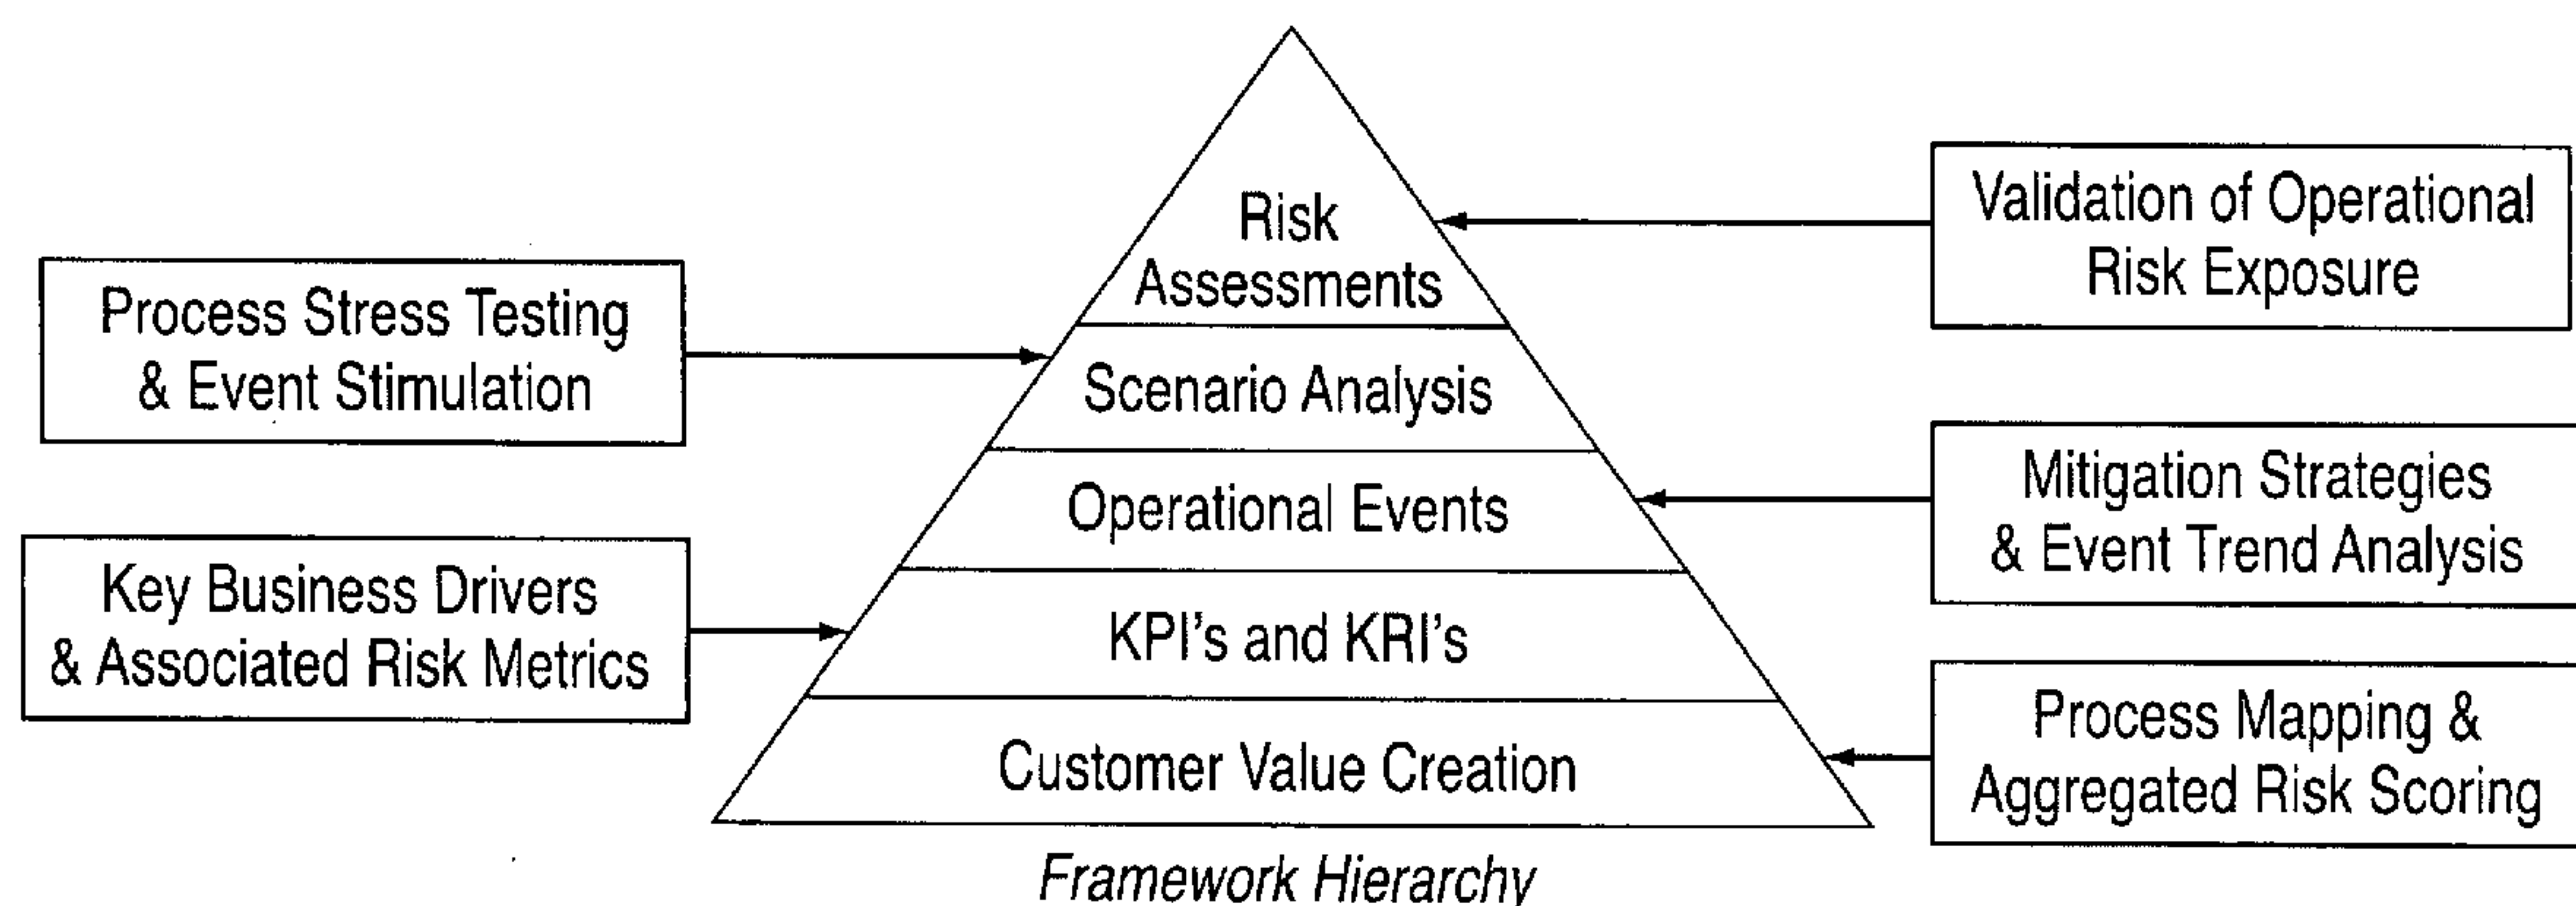 Risk
Assessments
Scenario Analysis
Operational Events
KPI's and KRI's
Customer Value Creation
Framework Hierarchy
Process Stress Testing
& Event Stimulation
Key Business Drivers
& Associated Risk Metrics
Validation of Operational
Risk Exposure
Mitigation Strategies
& Event Trend Analysis
Process Mapping &
Aggregated Risk Scoring